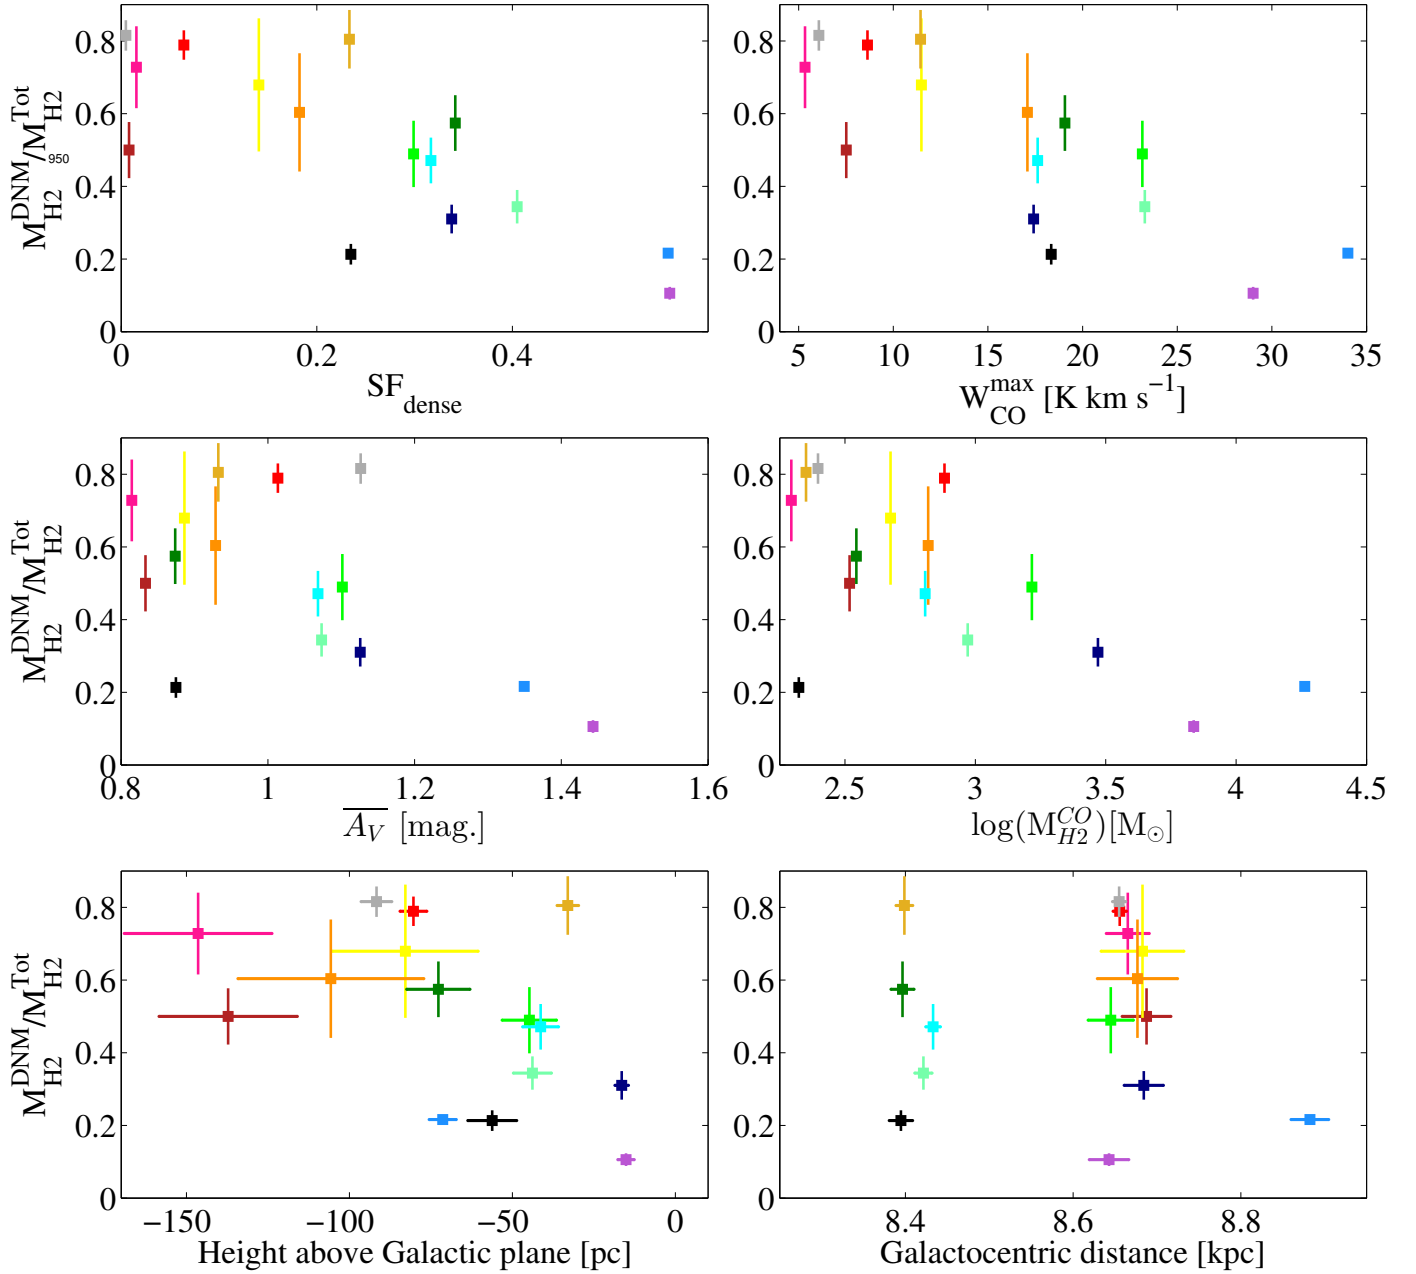 M_H2^DNM/M_H2^Tot
950
0.8
0.6
0.4
0.2
0
0 0.2 0.4
SF_dense
0.8
0.6
0.4
0.2
0
5 10 15 20 25 30 35
W_CO^max [K km s^−1]
M_H2^DNM/M_H2^Tot
0.8
0.6
0.4
0.2
0
0.8 1 1.2 1.4 1.6
A_V [mag.]
0.8
0.6
0.4
0.2
0
2.5 3 3.5 4 4.5
log(M_H2^CO)[M_⊙]
M_H2^DNM/M_H2^Tot
0.8
0.6
0.4
0.2
0
−150 −100 −50 0
Height above Galactic plane [pc]
0.8
0.6
0.4
0.2
0
8.4 8.6 8.8
Galactocentric distance [kpc]